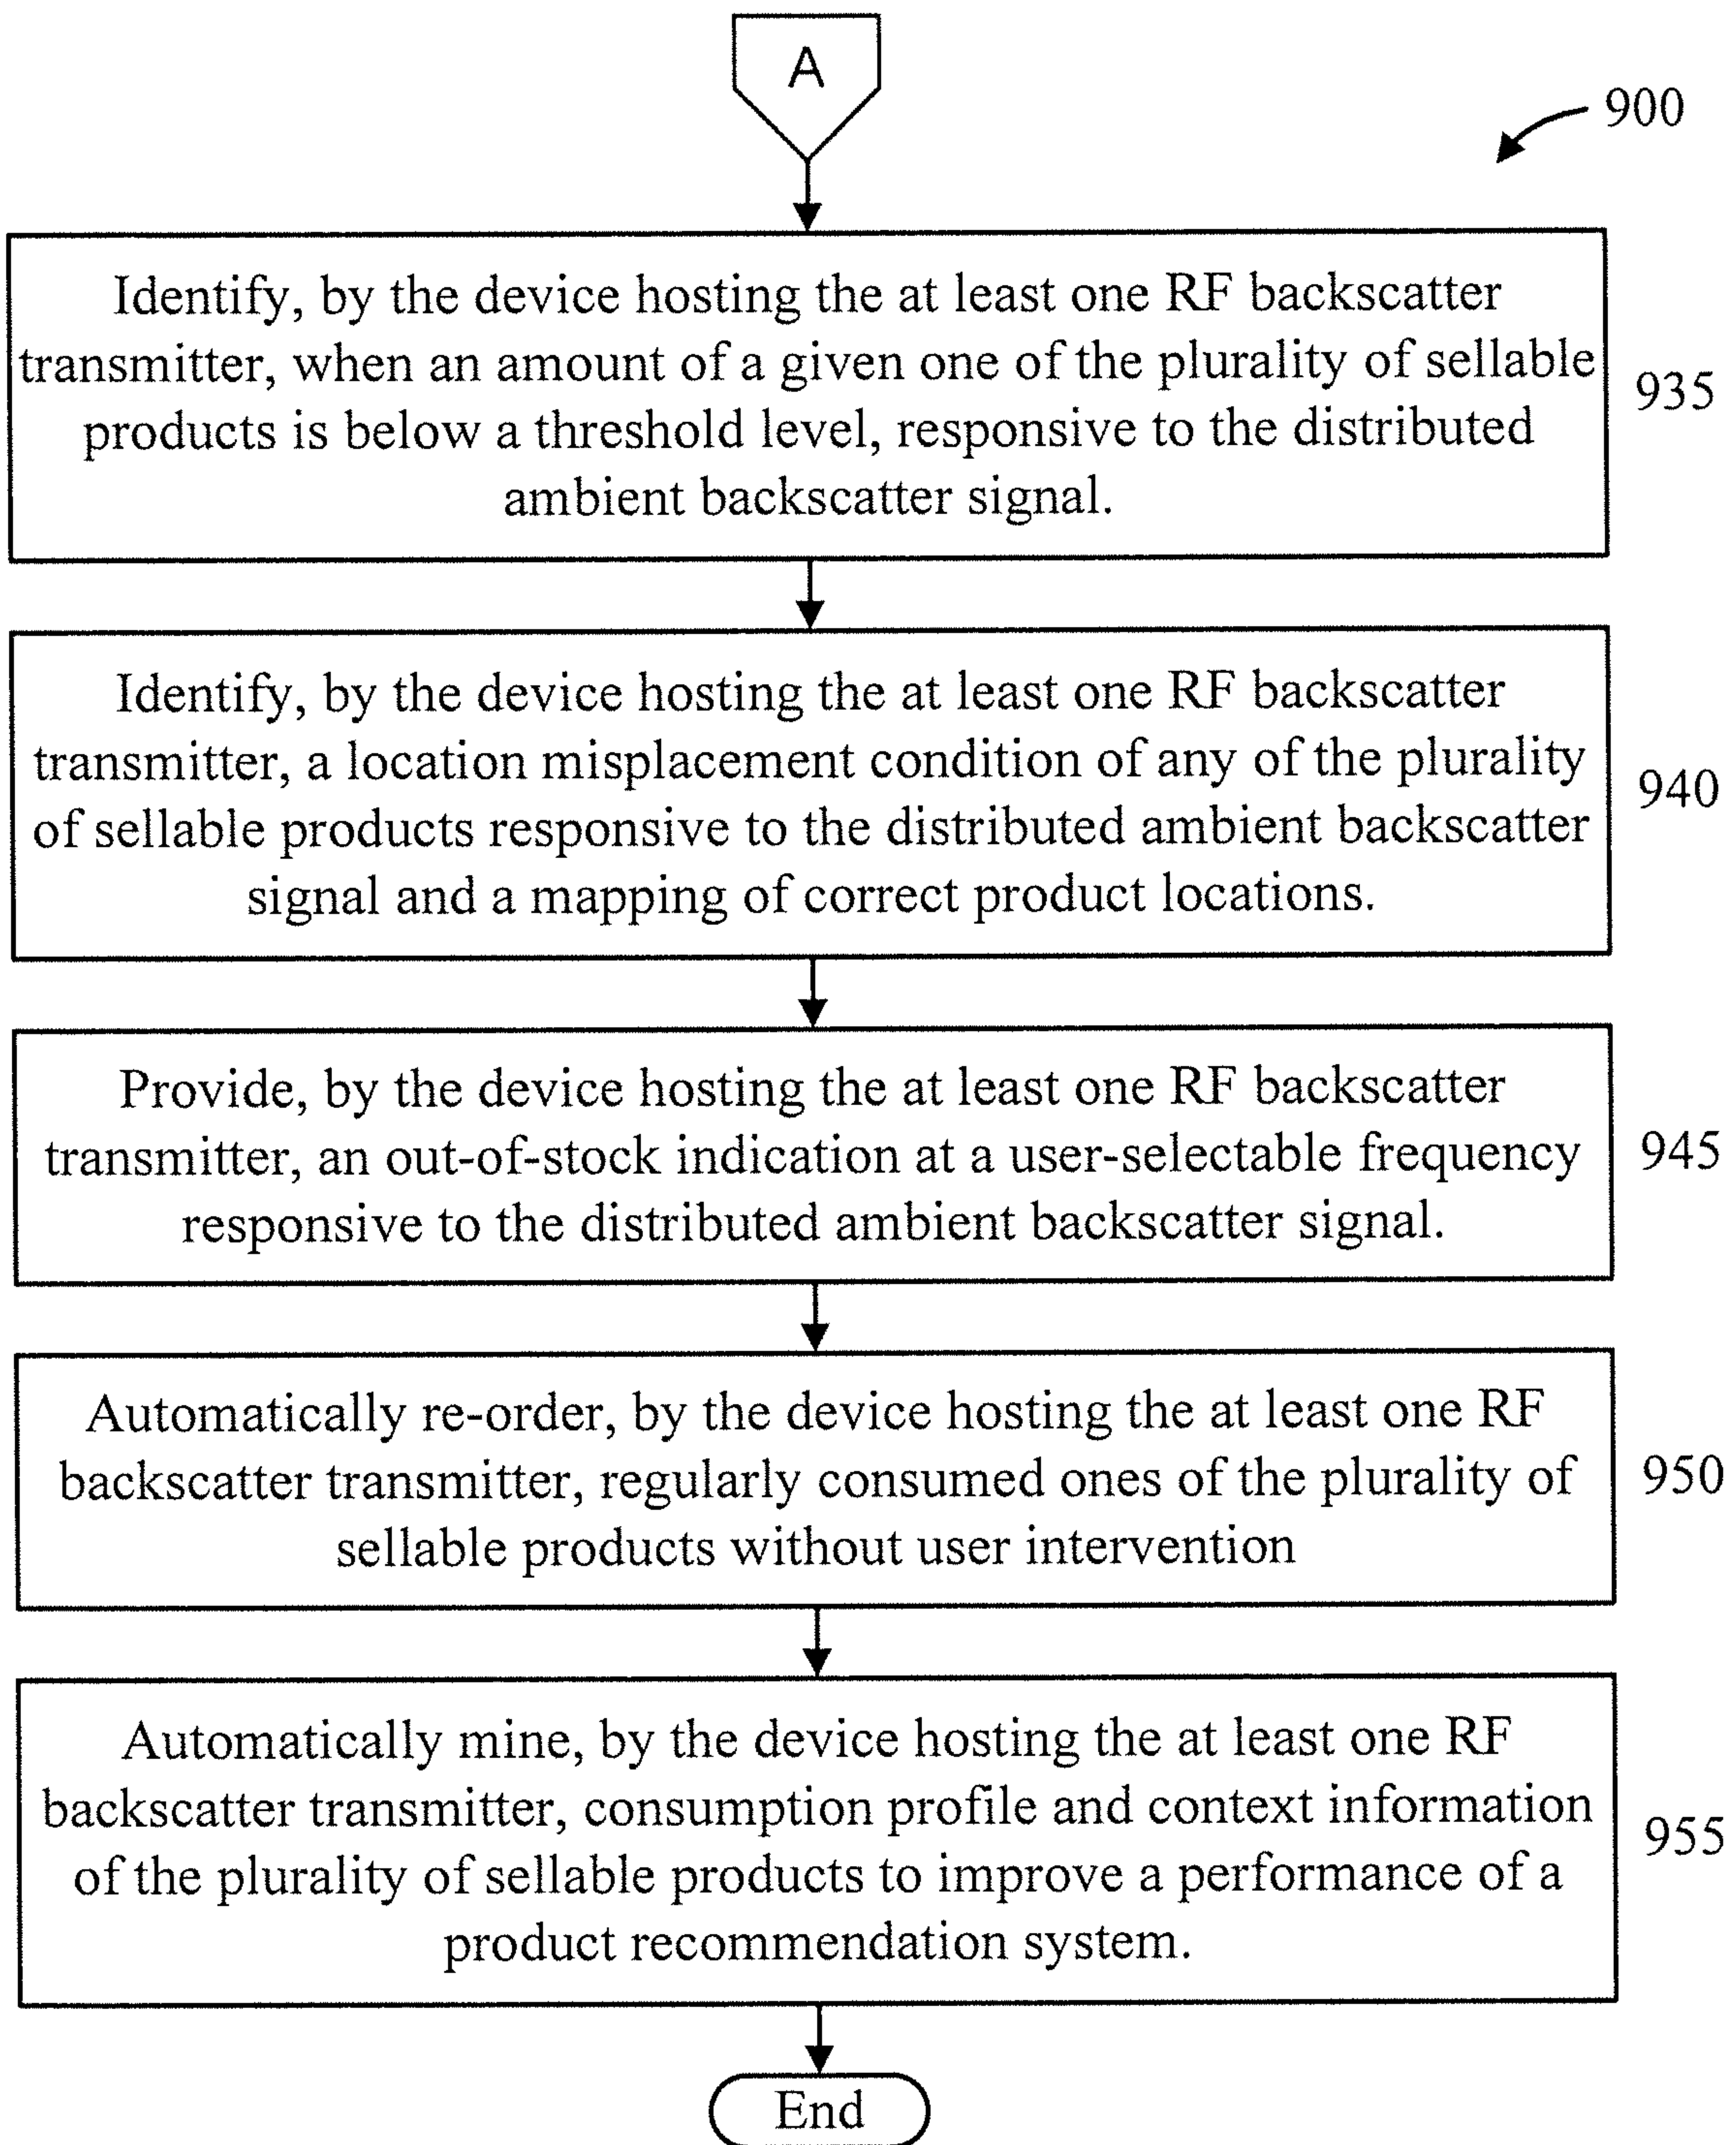 A
900
Identify, by the device hosting the at least one RF backscatter
transmitter, when an amount of a given one of the plurality of sellable
products is below a threshold level, responsive to the distributed
ambient backscatter signal.
935
Identify, by the device hosting the at least one RF backscatter
transmitter, a location misplacement condition of any of the plurality
of sellable products responsive to the distributed ambient backscatter
signal and a mapping of correct product locations.
940
Provide, by the device hosting the at least one RF backscatter
transmitter, an out-of-stock indication at a user-selectable frequency
responsive to the distributed ambient backscatter signal.
945
Automatically re-order, by the device hosting the at least one RF
backscatter transmitter, regularly consumed ones of the plurality of
sellable products without user intervention
950
Automatically mine, by the device hosting the at least one RF
backscatter transmitter, consumption profile and context information
of the plurality of sellable products to improve a performance of a
product recommendation system.
955
End